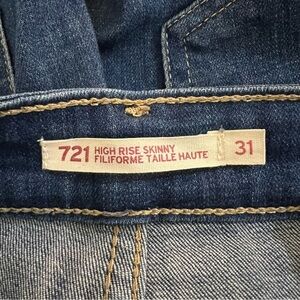 721 HIGH RISE SKINNY
FILIFORME TAILLE HAUTE
31